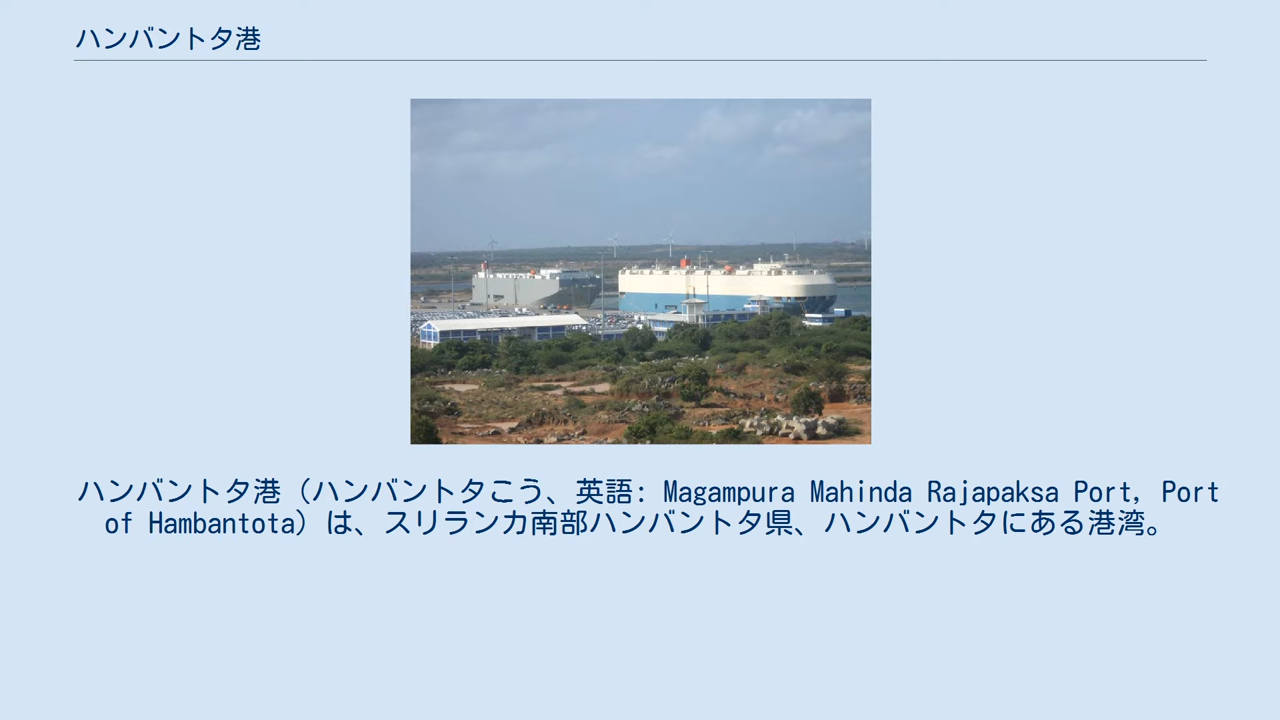 ハンバントタ港
ハンバントタ港（ハンバントタこう、英語: Magampura Mahinda Rajapaksa Port, Port
of Hambantota）は、スリランカ南部ハンバントタ県、ハンバントタにある港湾。